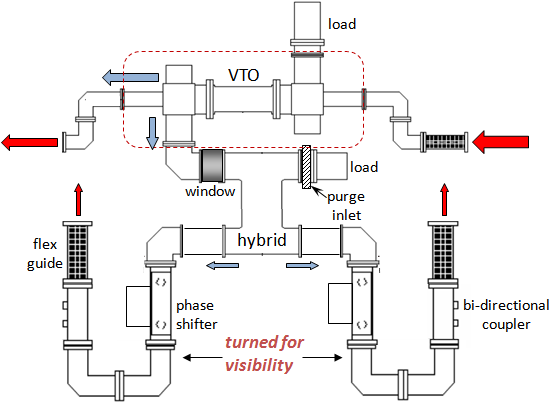 load
VTO
load
window
purge
inlet
hybrid
flex
guide
phase
shifter
bi-directional
coupler
turned for
visibility